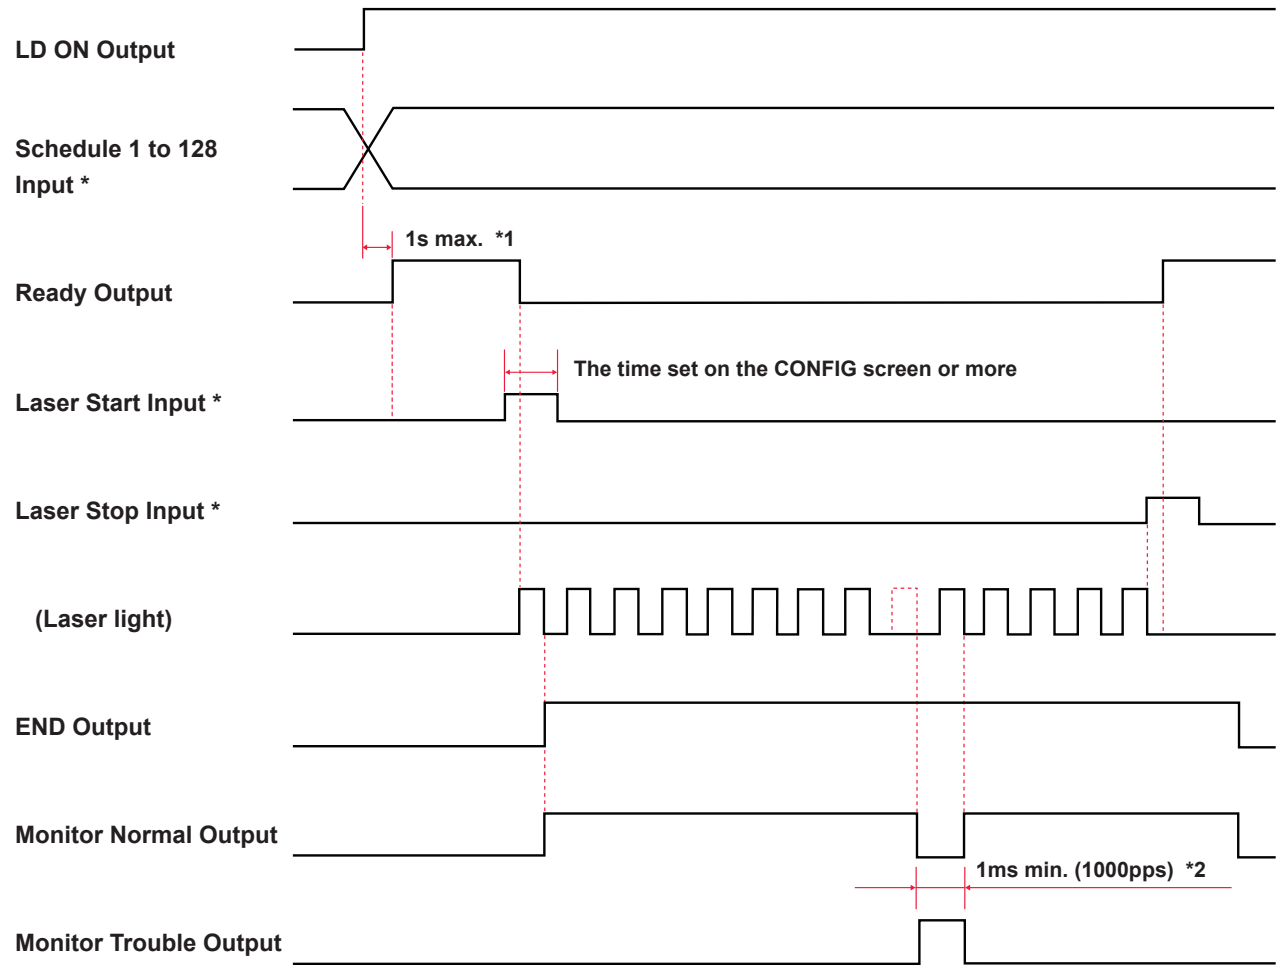 LD ON Output
Schedule 1 to 128
Input *
1s max. *1
Ready Output
The time set on the CONFIG screen or more
Laser Start Input *
Laser Stop Input *
(Laser light)
END Output
Monitor Normal Output
1ms min. (1000pps) *2
Monitor Trouble Output